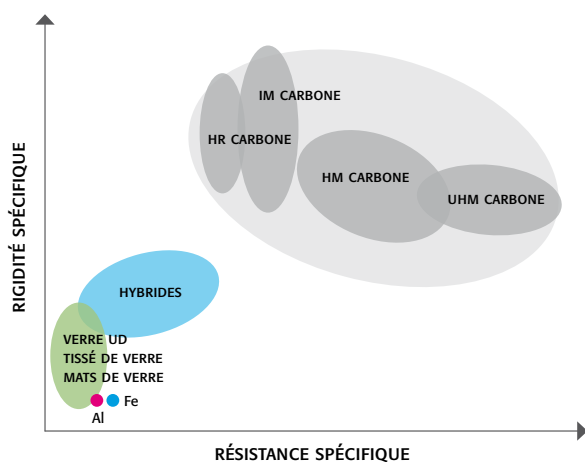 RIGIDITÉ SPÉCIFIQUE
IM CARBONE
HR CARBONE
HM CARBONE
UHM CARBONE
HYBRIDES
VERRE UD
TISSÉ DE VERRE
MATS DE VERRE
Fe
Al
RÉSISTANCE SPÉCIFIQUE